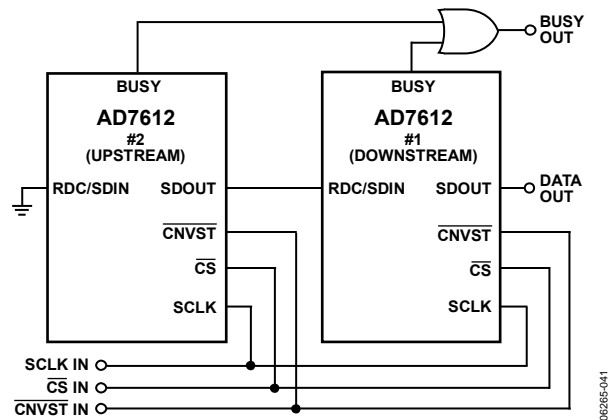 BUSY
OUT
BUSY
BUSY
AD7612
#2
(UPSTREAM)
AD7612
#1
(DOWNSTREAM)
RDC/SDIN
SDOUT
RDC/SDIN
SDOUT
DATA
OUT
CNVST
CNVST
CS
CS
SCLK
SCLK
SCLK IN
CS IN
CNVST IN
06265-041